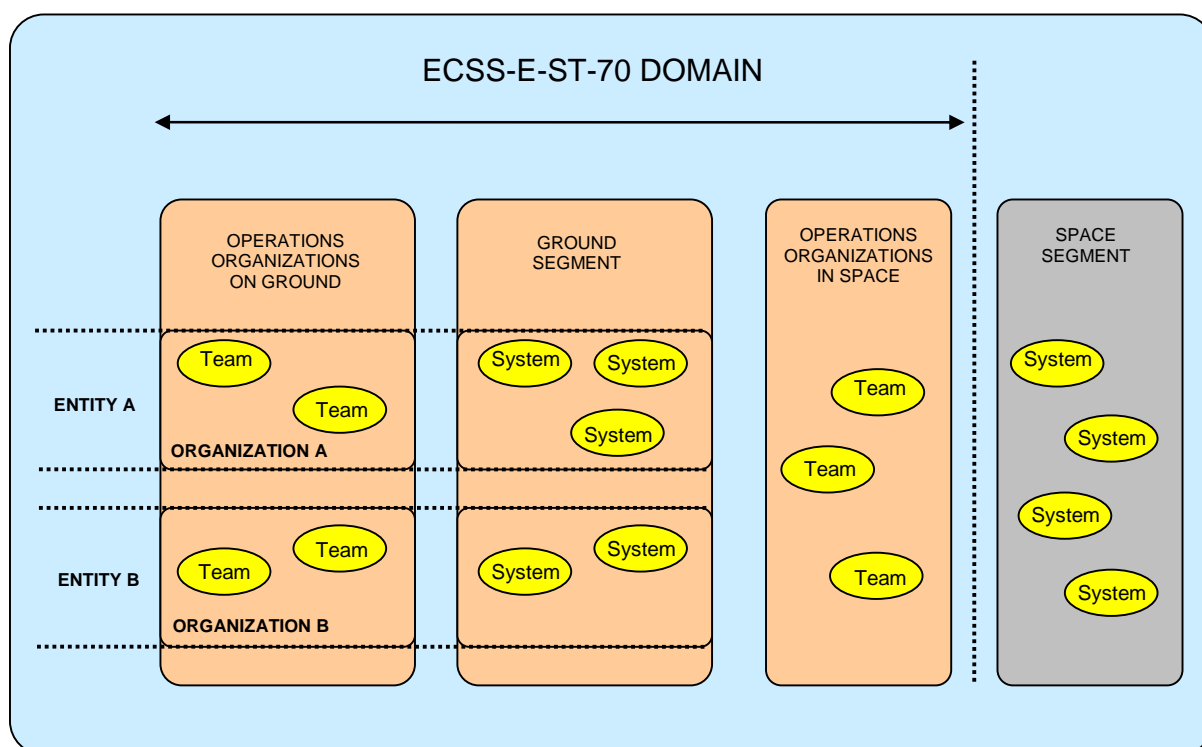 ECSS-E-ST-70 DOMAIN
OPERATIONS
ORGANIZATIONS
ON GROUND
GROUND
SEGMENT
OPERATIONS
ORGANIZATIONS
IN SPACE
SPACE
SEGMENT
ENTITY A
Team
Team
ORGANIZATION A
System
System
System
ENTITY B
Team
Team
ORGANIZATION B
System
System
Team
Team
Team
System
System
System
System